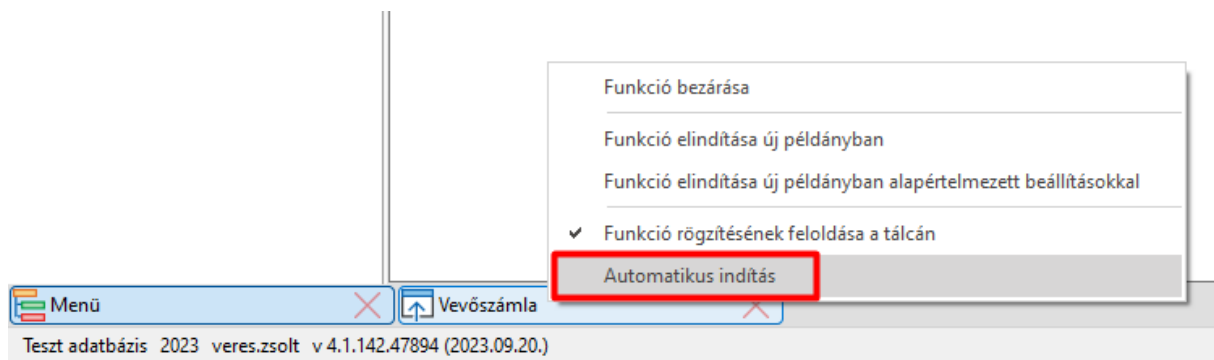 Funkció bezárása
Funkció elindítása új példányban
Funkció elindítása új példányban alapértelmezett beállításokkal
Funkció rögzítésének feloldása a tálcán
Automatikus indítás
Menü
Vevőszámla
Teszt adatbázis 2023 veres.zsolt v 4.1.142.47894 (2023.09.20.)